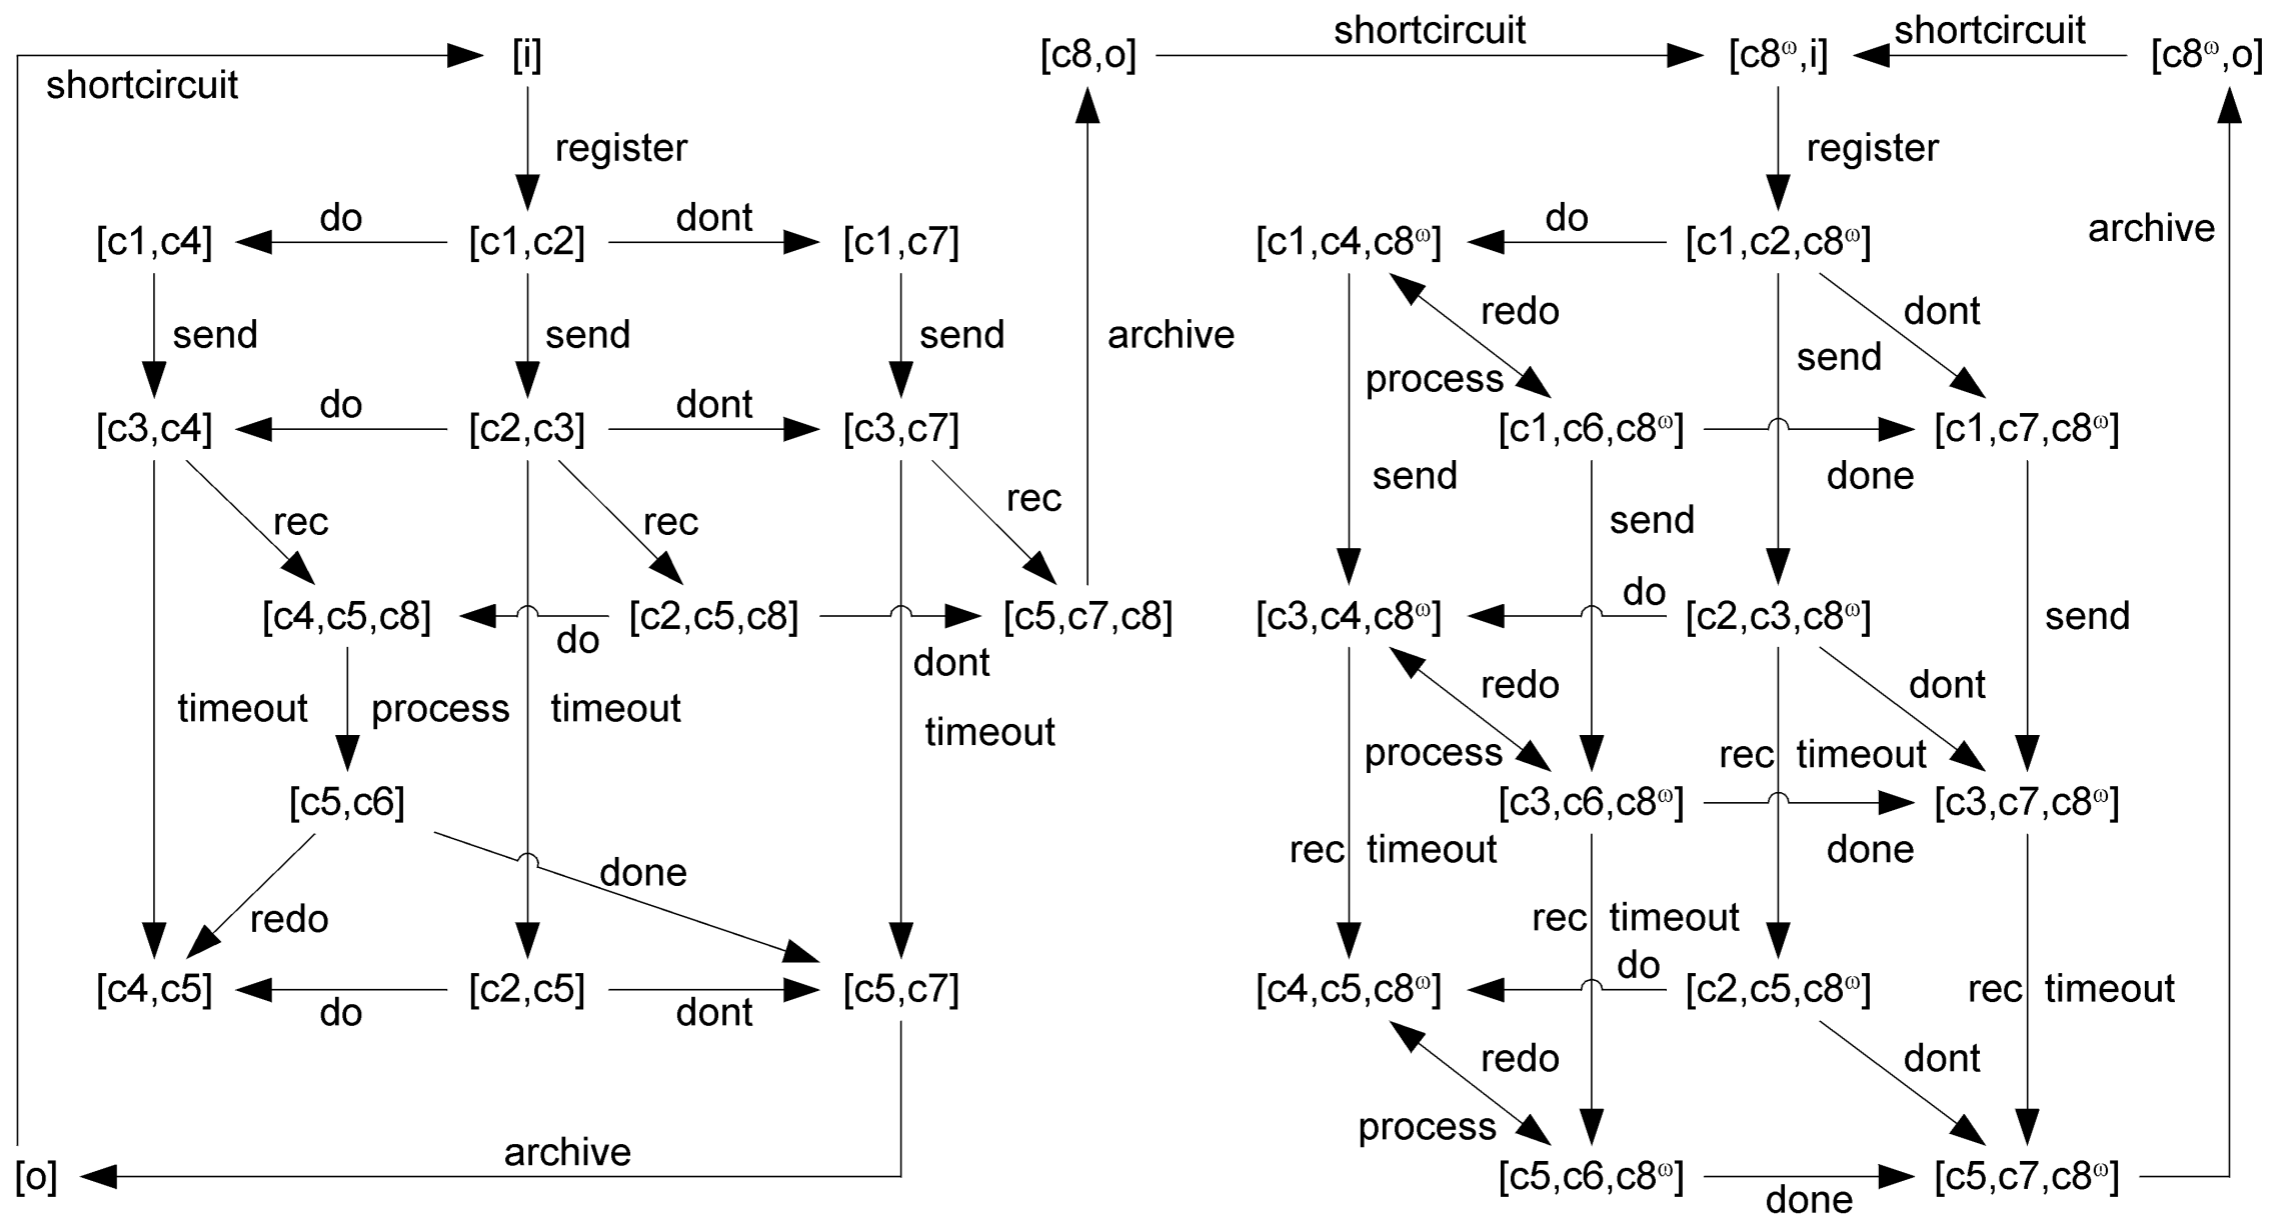 [i]
shortcircuit
[c8,o]
shortcircuit
[c8ω,i]
shortcircuit
[c8ω,o]
register
register
[c1,c4]
do
[c1,c2]
dont
[c1,c7]
[c1,c4,c8ω]
do
[c1,c2,c8ω]
archive
send
send
send
archive
redo
dont
process
send
[c3,c4]
do
[c2,c3]
dont
[c3,c7]
[c1,c6,c8ω]
[c1,c7,c8ω]
send
done
rec
rec
rec
send
[c4,c5,c8]
do
[c2,c5,c8]
dont
[c5,c7,c8]
[c3,c4,c8ω]
do
[c2,c3,c8ω]
send
timeout
process
timeout
timeout
redo
dont
process
rec
timeout
[c5,c6]
[c3,c6,c8ω]
[c3,c7,c8ω]
done
rec
timeout
done
redo
rec
timeout
[c4,c5]
do
[c2,c5]
dont
[c5,c7]
[c4,c5,c8ω]
do
[c2,c5,c8ω]
rec
timeout
redo
dont
process
archive
[o]
[c5,c6,c8ω]
done
[c5,c7,c8ω]